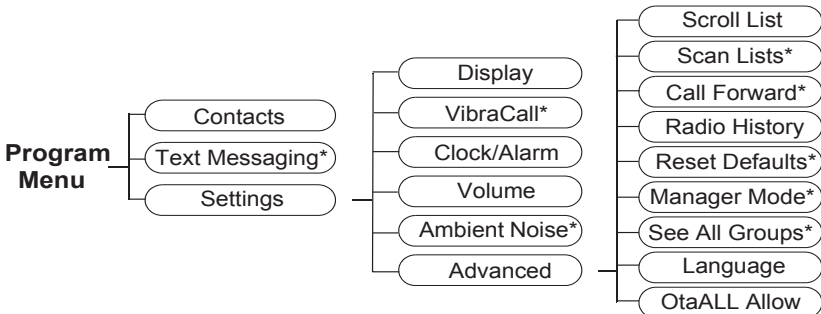 Program
Menu
Contacts
Text Messaging*
Settings
Display
VibraCall*
Clock/Alarm
Volume
Ambient Noise*
Advanced
Scroll List
Scan Lists*
Call Forward*
Radio History
Reset Defaults*
Manager Mode*
See All Groups*
Language
OtaALL Allow